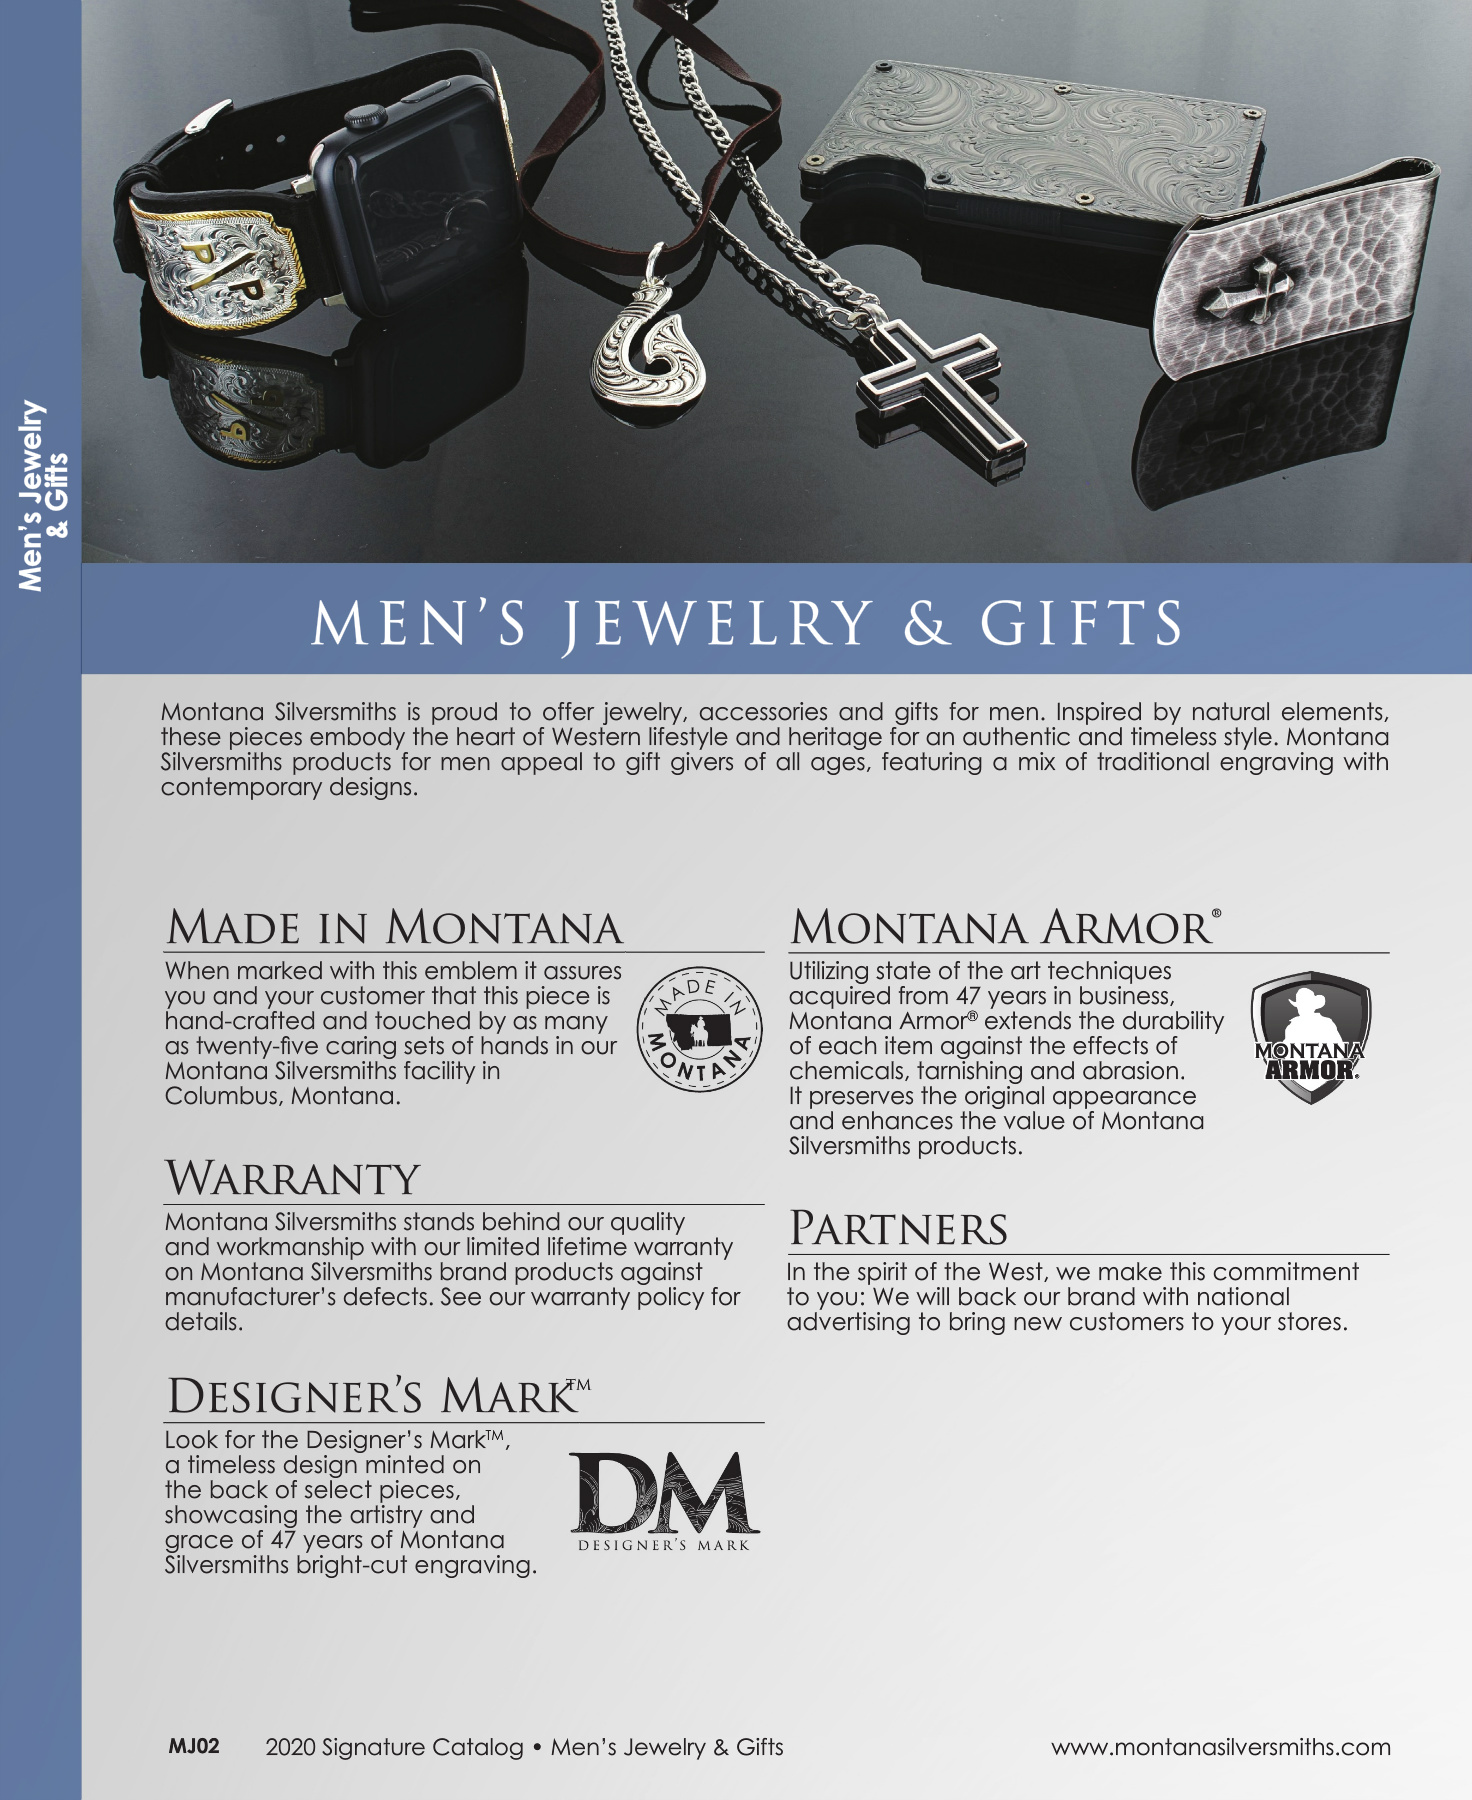 Men's Jewelry
& Gifts
P \ P
MEN'S JEWELRY & GIFTS
Montana Silversmiths is proud to offer jewelry, accessories and gifts for men. Inspired by natural elements,
these pieces embody the heart of Western lifestyle and heritage for an authentic and timeless style. Montana
Silversmiths products for men appeal to gift givers of all ages, featuring a mix of traditional engraving with
contemporary designs.
MADE IN MONTANA
When marked with this emblem it assures
you and your customer that this piece is
hand-crafted and touched by as many
as twenty-five caring sets of hands in our
Montana Silversmiths facility in
Columbus, Montana.
MADE IN
MONTANA
WARRANTY
Montana Silversmiths stands behind our quality
and workmanship with our limited lifetime warranty
on Montana Silversmiths brand products against
manufacturer's defects. See our warranty policy for
details.
DESIGNER'S MARK™
Look for the Designer's Mark™,
a timeless design minted on
the back of select pieces,
showcasing the artistry and
grace of 47 years of Montana
Silversmiths bright-cut engraving.
DM
DESIGNER'S MARK
MONTANA ARMOR®
Utilizing state of the art techniques
acquired from 47 years in business,
Montana Armor® extends the durability
of each item against the effects of
chemicals, tarnishing and abrasion.
It preserves the original appearance
and enhances the value of Montana
Silversmiths products.
MONTANA
ARMOR®
PARTNERS
In the spirit of the West, we make this commitment
to you: We will back our brand with national
advertising to bring new customers to your stores.
MJ02 2020 Signature Catalog • Men's Jewelry & Gifts www.montanasilversmiths.com